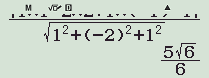 M √▱ D ▲
√1²+(-2)²+1²
5√6
6